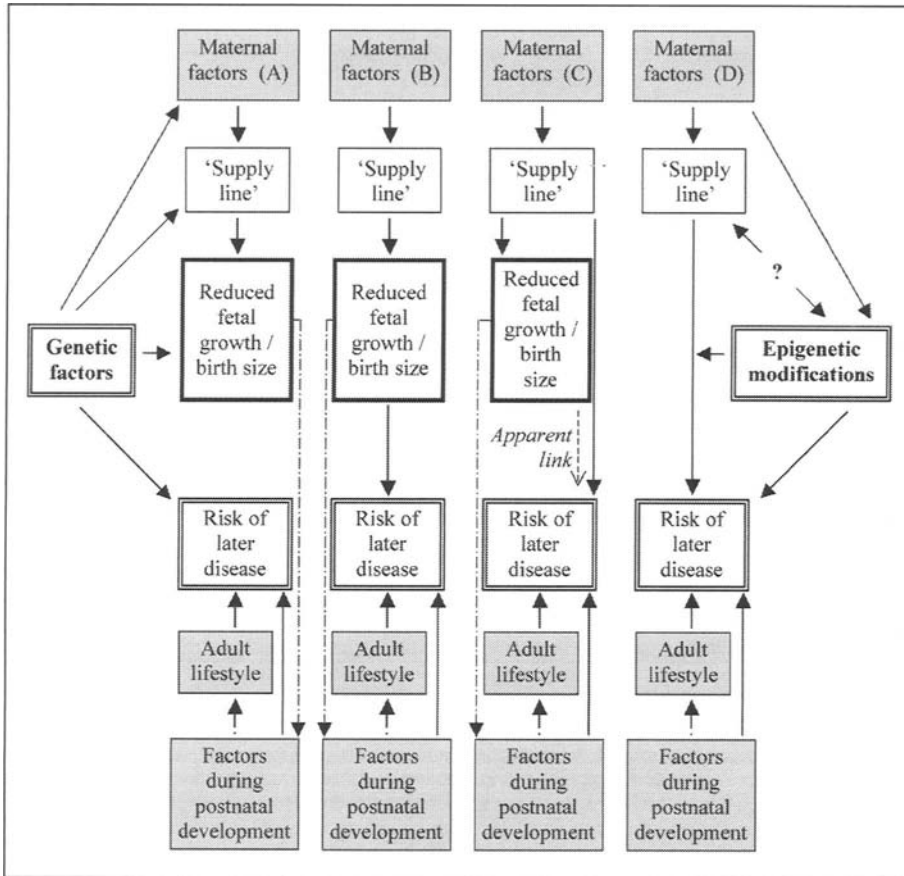 Maternal
factors (A)
Maternal
factors (B)
Maternal
factors (C)
Maternal
factors (D)
‘Supply
line’
‘Supply
line’
‘Supply
line’
‘Supply
line’
?
Reduced
fetal
growth /
birth size
Reduced
fetal
growth /
birth size
Reduced
fetal
growth /
birth
size
Genetic
factors
Epigenetic
modifications
Apparent
link
Risk of
later
disease
Risk of
later
disease
Risk of
later
disease
Risk of
later
disease
Adult
lifestyle
Adult
lifestyle
Adult
lifestyle
Adult
lifestyle
Factors
during
postnatal
development
Factors
during
postnatal
development
Factors
during
postnatal
development
Factors
during
postnatal
development